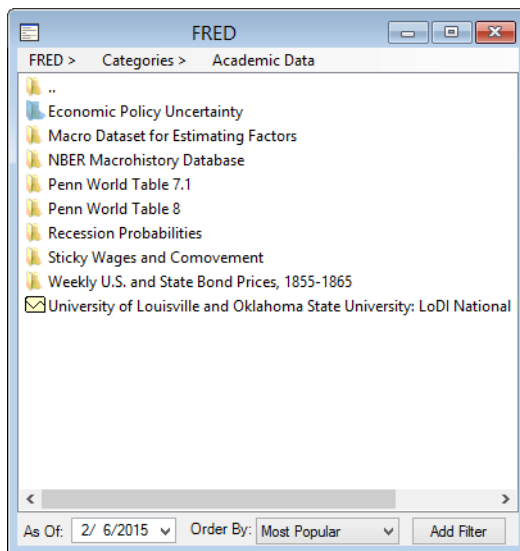 FRED
FRED > Categories > Academic Data
..
Economic Policy Uncertainty
Macro Dataset for Estimating Factors
NBER Macrohistory Database
Penn World Table 7.1
Penn World Table 8
Recession Probabilities
Sticky Wages and Comovement
Weekly U.S. and State Bond Prices, 1855-1865
University of Louisville and Oklahoma State University: LoDI National
As Of: 2/ 6/2015 Order By: Most Popular Add Filter